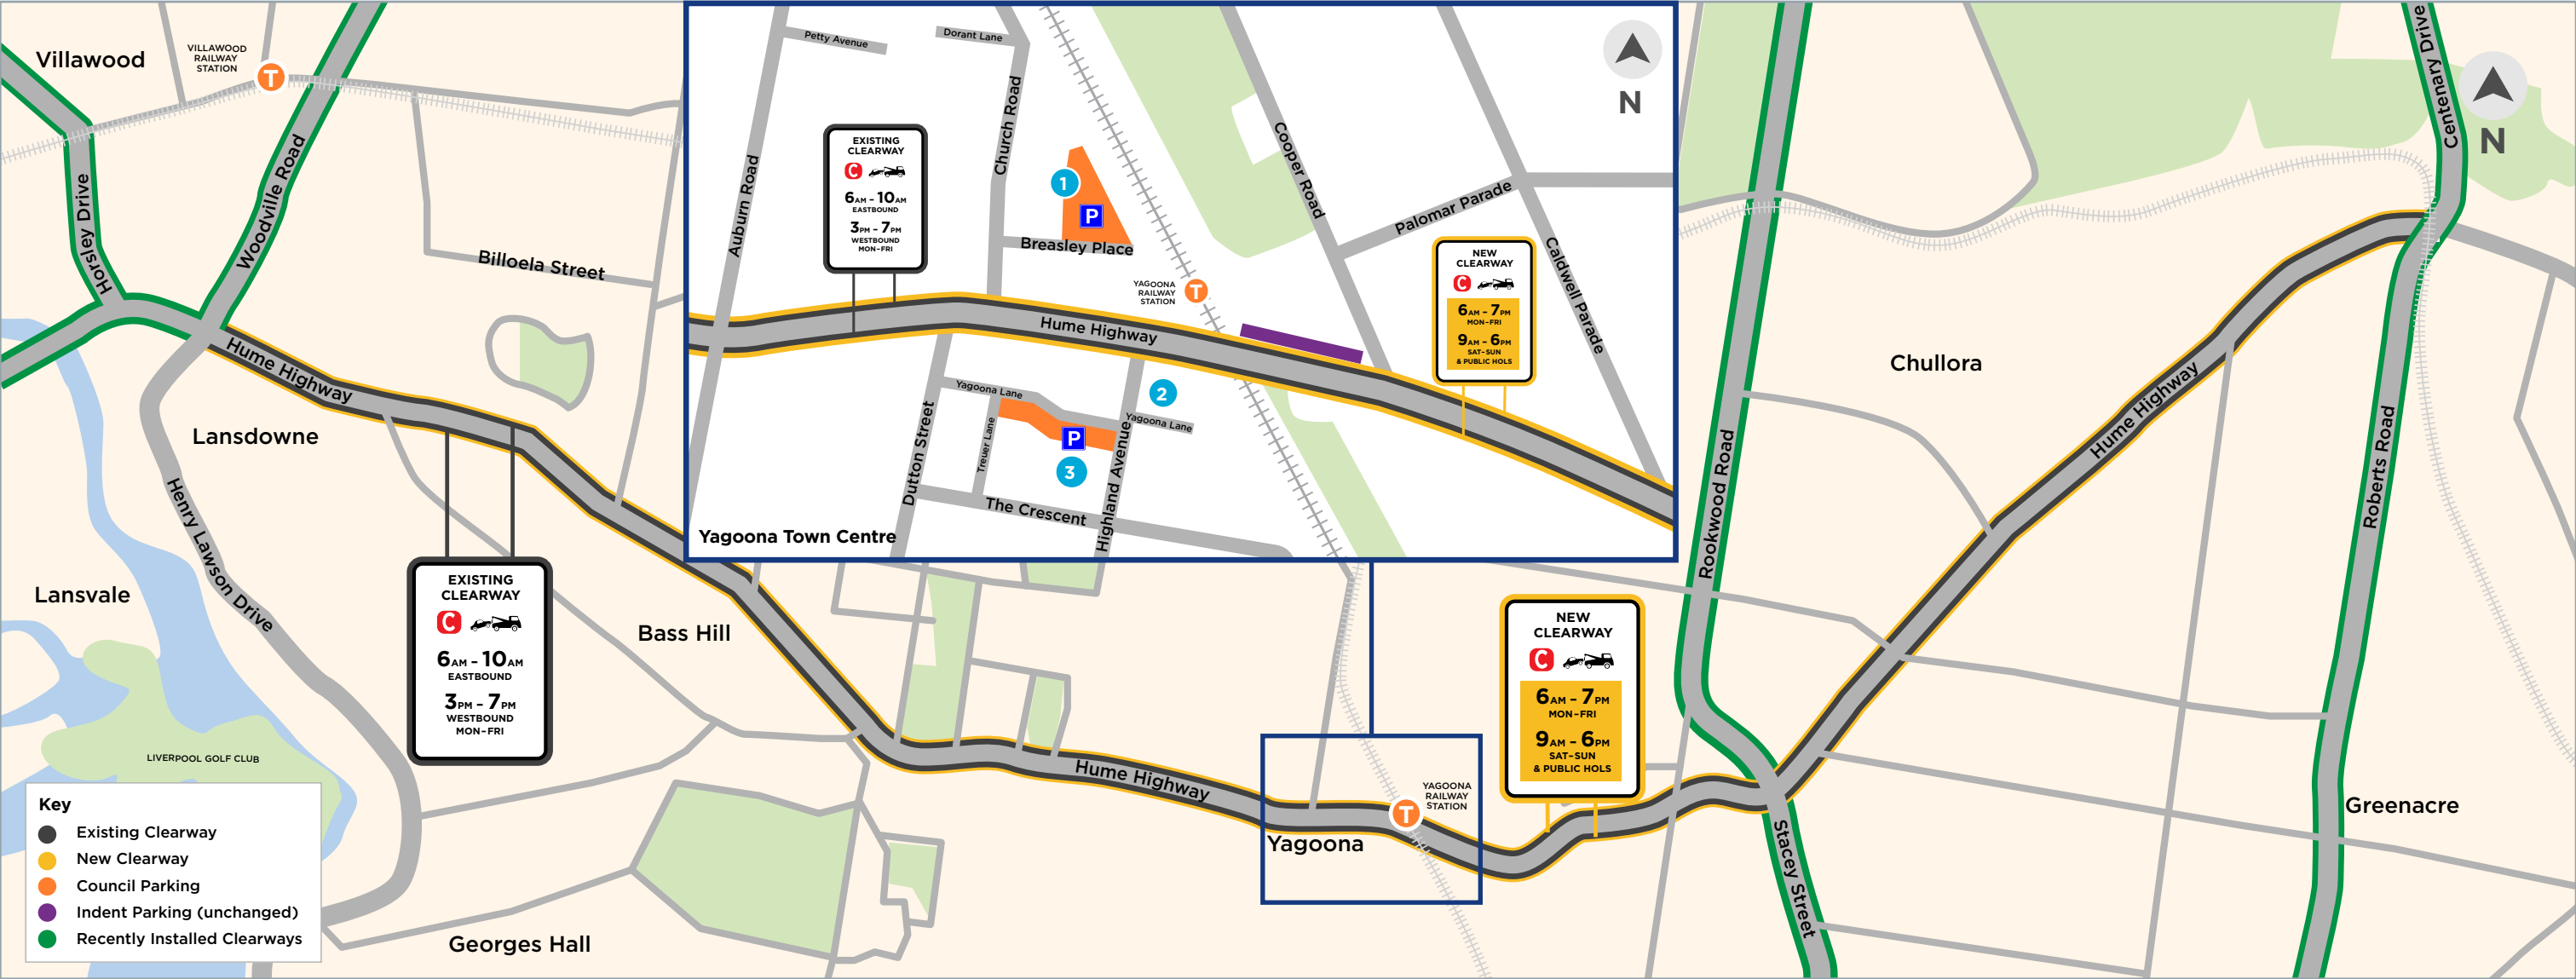 Villawood
VILLAWOOD
RAILWAY
STATION
T
Horsley Drive
Woodville Road
Billoela Street
Hume Highway
Lansdowne
Henry Lawson Drive
Lansvale
LIVERPOOL GOLF CLUB
EXISTING
CLEARWAY
C
6AM - 10AM
EASTBOUND
3PM - 7PM
WESTBOUND
MON-FRI
Bass Hill
Georges Hall
Key
Existing Clearway
New Clearway
Council Parking
Indent Parking (unchanged)
Recently Installed Clearways
Petty Avenue
Dorant Lane
Auburn Road
Church Road
EXISTING
CLEARWAY
C
6AM - 10AM
EASTBOUND
3PM - 7PM
WESTBOUND
MON-FRI
1
P
Breasley Place
Cooper Road
Palomar Parade
Caldwell Parade
N
YAGOONA
RAILWAY
STATION
T
NEW
CLEARWAY
C
6AM - 7PM
MON-FRI
9AM - 6PM
SAT-SUN
& PUBLIC HOLS
Hume Highway
Yagoona Lane
2
Yagoona Lane
Dutton Street
Treuer Lane
P
3
Highland Avenue
The Crescent
Yagoona Town Centre
Hume Highway
Yagoona
T
YAGOONA
RAILWAY
STATION
NEW
CLEARWAY
C
6AM - 7PM
MON-FRI
9AM - 6PM
SAT-SUN
& PUBLIC HOLS
Rookwood Road
Stacey Street
Chullora
Hume Highway
Centenary Drive
N
Roberts Road
Greenacre